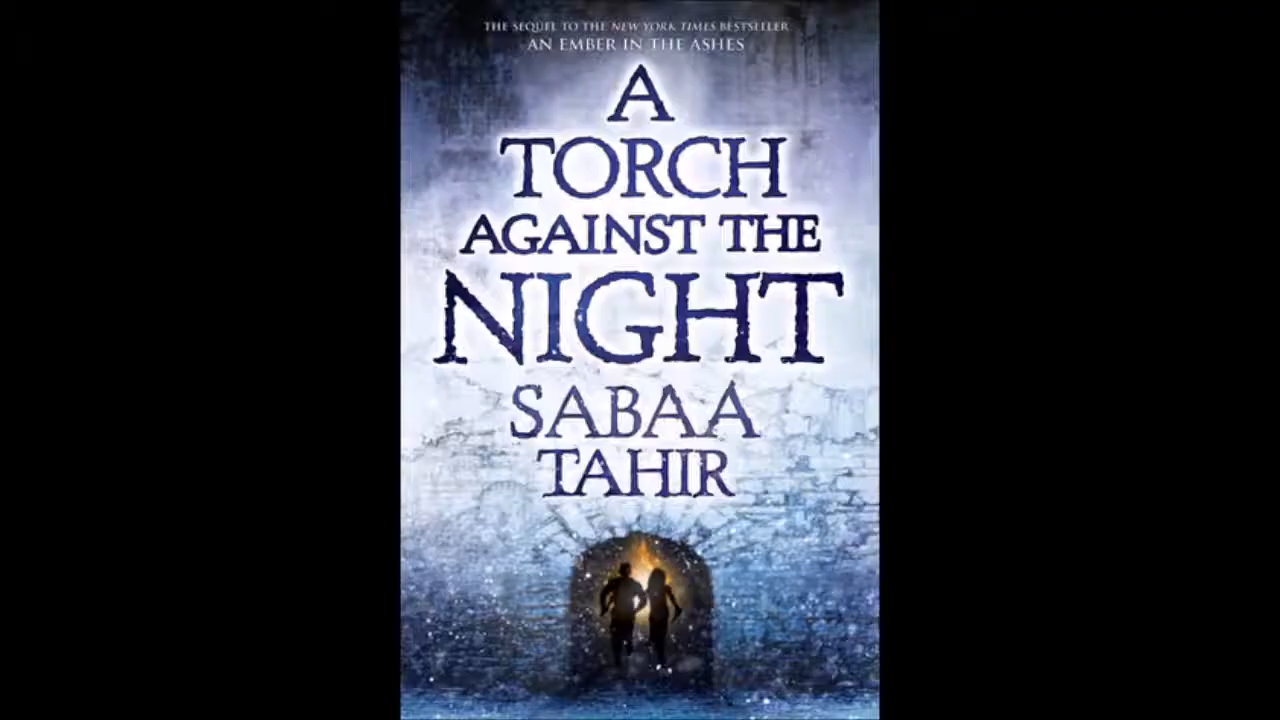 THE SEQUEL TO THE NEW YORK TIMES BESTSELLER
AN EMBER IN THE ASHES
A
TORCH
AGAINST THE
NIGHT
SABAA
TAHIR